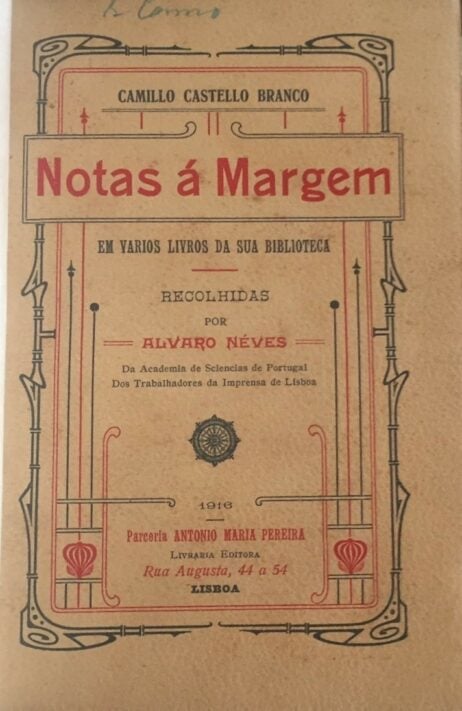 CAMILLO CASTELLO BRANCO
Notas á Margem
EM VARIOS LIVROS DA SUA BIBLIOTECA
RECOLHIDAS
POR
ALVARO NÉVES
Da Academia de Sciencias de Portugal
Dos Trabalhadores da Imprensa de Lisboa
1916
Parceria ANTONIO MARIA PEREIRA
LIVRARIA EDITORA
Rua Augusta, 44 a 54
LISBOA